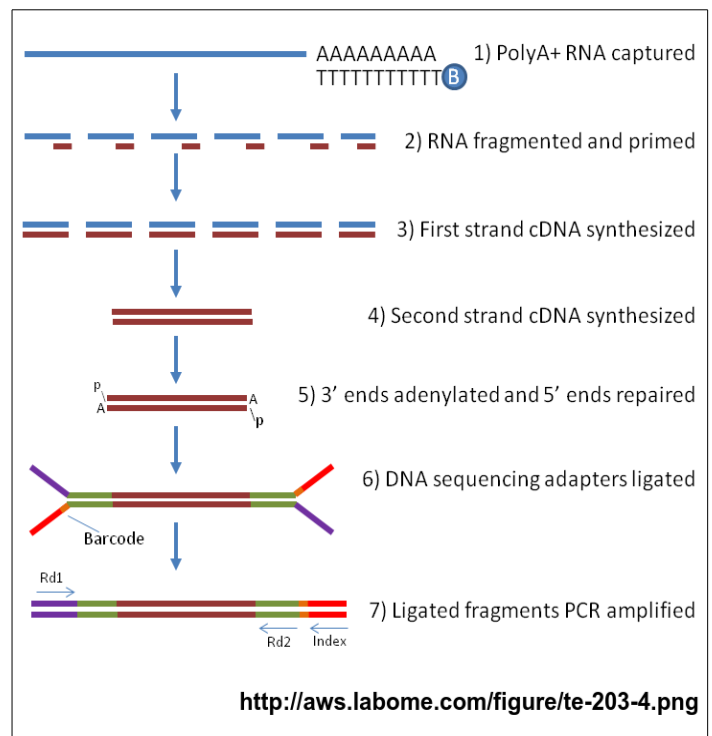 AAAAAAAAA 1) PolyA+ RNA captured
TTTTTTTTTTT B
2) RNA fragmented and primed
3) First strand cDNA synthesized
4) Second strand cDNA synthesized
p
5) 3’ ends adenylated and 5’ ends repaired
A
A
p
6) DNA sequencing adapters ligated
Barcode
Rd1
7) Ligated fragments PCR amplified
Rd2 Index
http://aws.labome.com/figure/te-203-4.png